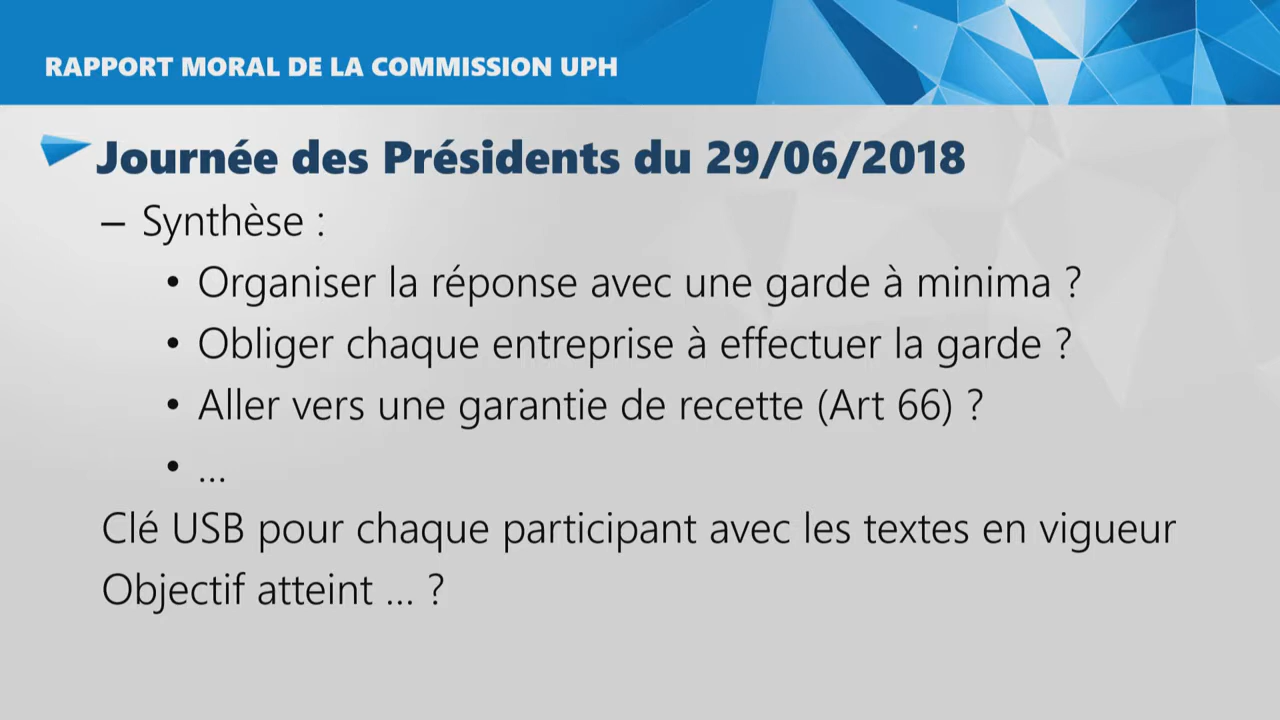 RAPPORT MORAL DE LA COMMISSION UPH
Journée des Présidents du 29/06/2018
– Synthèse :
• Organiser la réponse avec une garde à minima ?
• Obliger chaque entreprise à effectuer la garde ?
• Aller vers une garantie de recette (Art 66) ?
• ...
Clé USB pour chaque participant avec les textes en vigueur
Objectif atteint ... ?